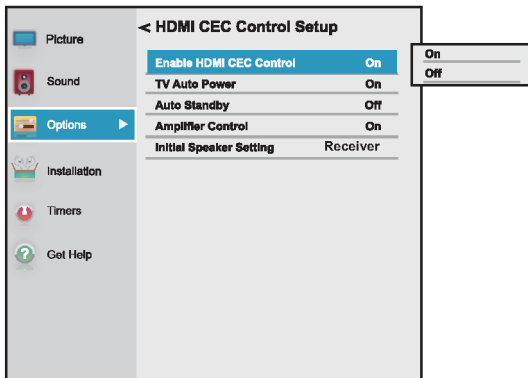 Picture
Sound
Options
Installation
Timers
Get Help
< HDMI CEC Control Setup
Enable HDMI CEC Control On
TV Auto Power On
Auto Standby Off
Amplifier Control On
Initial Speaker Setting Receiver
On
Off